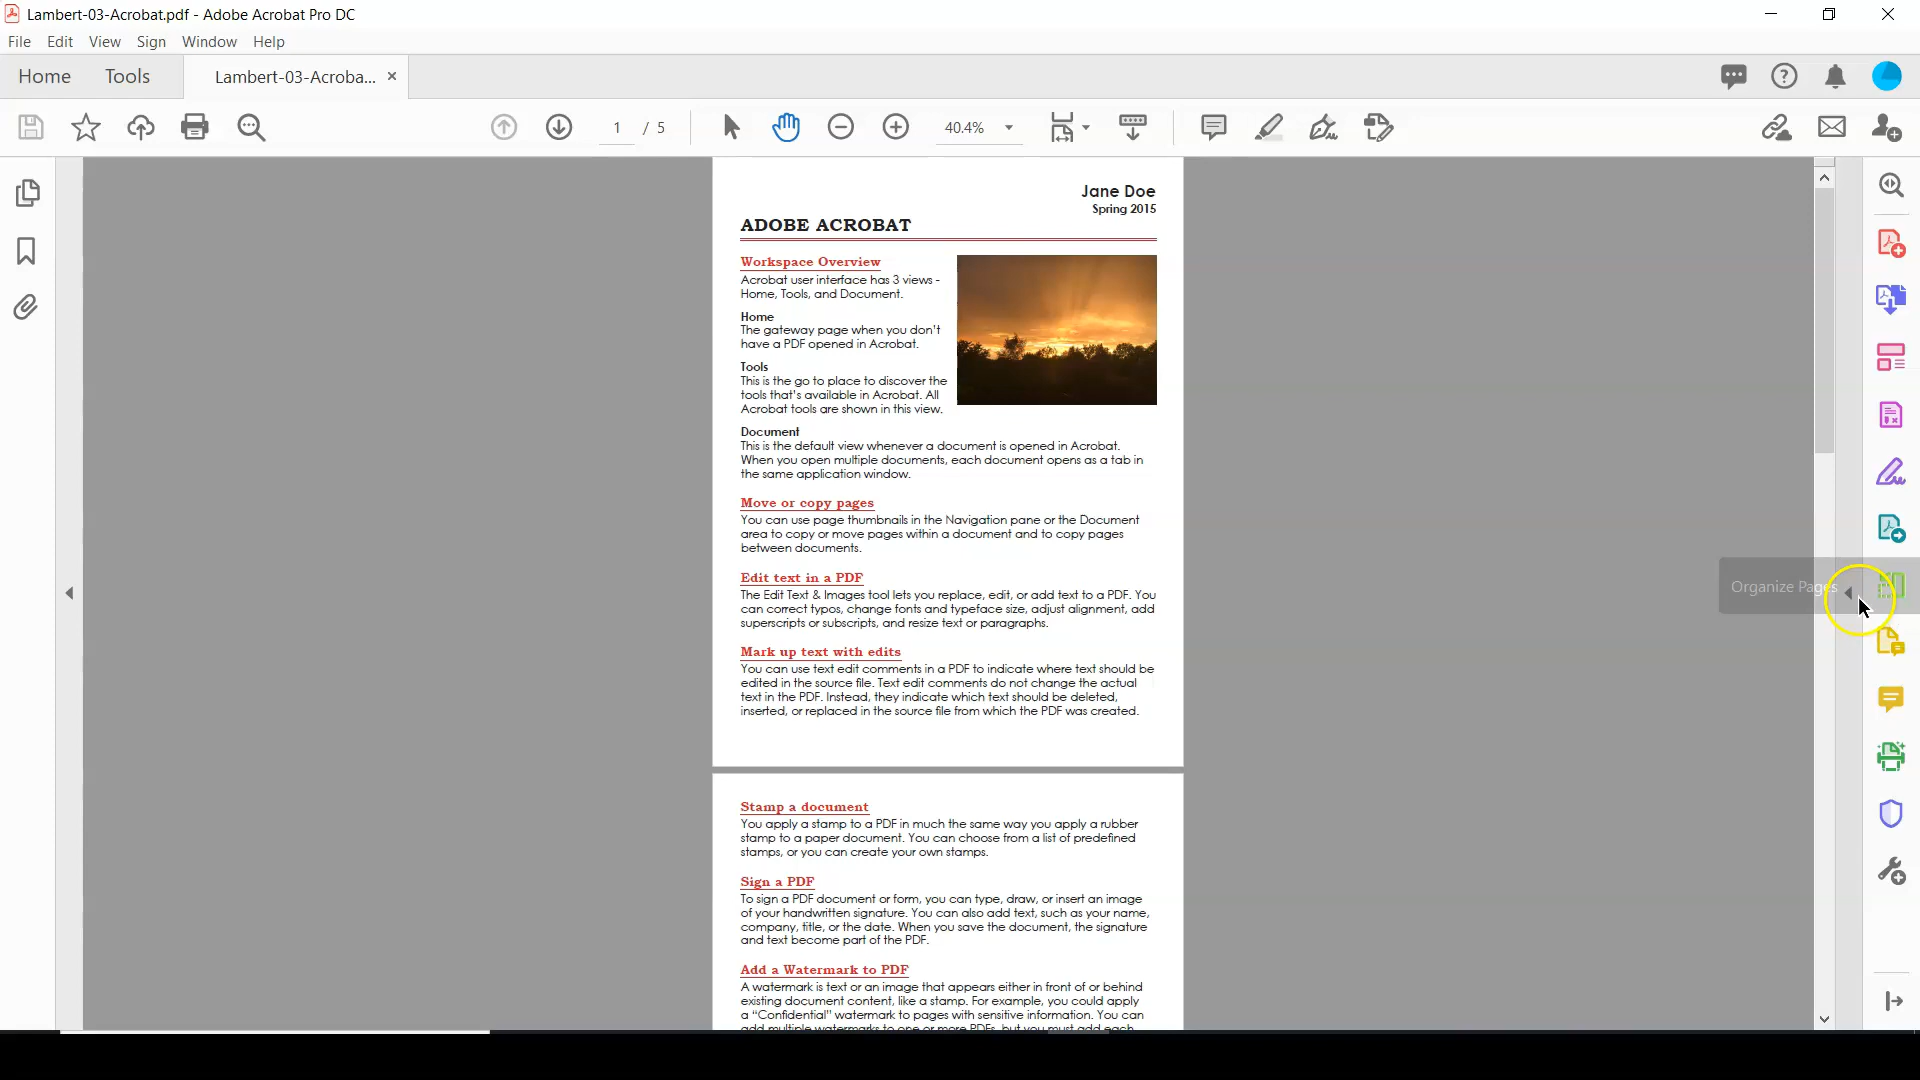 Lambert-03-Acrobat.pdf - Adobe Acrobat Pro DC
File Edit View Sign Window Help
Home Tools Lambert-03-Acroba... ×
1 / 5 40.4%
Jane Doe
Spring 2015
ADOBE ACROBAT
Workspace Overview
Acrobat user interface has 3 views -
Home, Tools, and Document.
Home
The gateway page when you don't
have a PDF opened in Acrobat.
Tools
This is the go to place to discover the
tools that's available in Acrobat. All
Acrobat tools are shown in this view.
Document
This is the default view whenever a document is opened in Acrobat.
When you open multiple documents, each document opens as a tab in
the same application window.
Move or copy pages
You can use page thumbnails in the Navigation pane or the Document
area to copy or move pages within a document and to copy pages
between documents.
Edit text in a PDF
The Edit Text & Images tool lets you replace, edit, or add text to a PDF. You
can correct typos, change fonts and typeface size, adjust alignment, add
superscripts or subscripts, and resize text or paragraphs.
Organize Pages
Mark up text with edits
You can use text edit comments in a PDF to indicate where text should be
edited in the source file. Text edit comments do not change the actual
text in the PDF. Instead, they indicate which text should be deleted,
inserted, or replaced in the source file from which the PDF was created.
Stamp a document
You apply a stamp to a PDF in much the same way you apply a rubber
stamp to a paper document. You can choose from a list of predefined
stamps, or you can create your own stamps.
Sign a PDF
To sign a PDF document or form, you can type, draw, or insert an image
of your handwritten signature. You can also add text, such as your name,
company, title, or the date. When you save the document, the signature
and text become part of the PDF.
Add a Watermark to PDF
A watermark is text or an image that appears either in front of or behind
existing document content, like a stamp. For example, you could apply
a "Confidential" watermark to pages with sensitive information. You can
add multiple watermarks to one or more PDFs, but you must add each